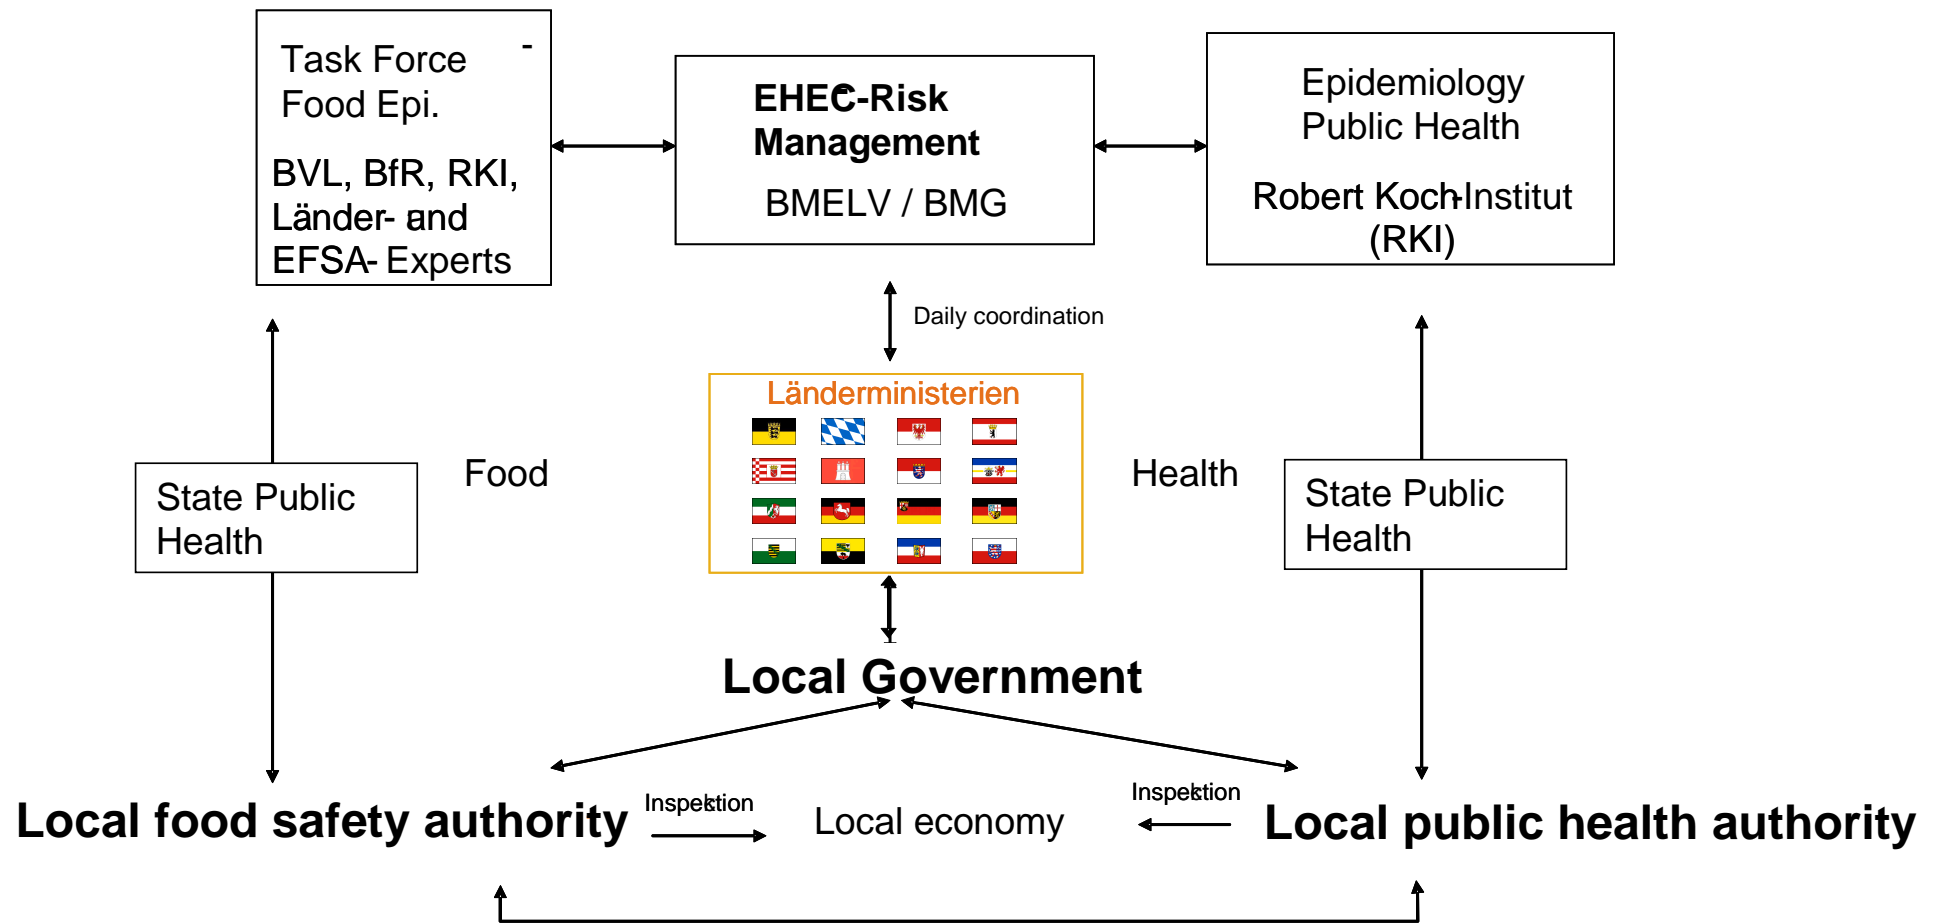 Task Force -
Food Epi.
BVL, BfR, RKI,
Länder- and
EFSA- Experts
EHEC-Risk
Management
BMELV / BMG
Epidemiology
Public Health
Robert Koch-Institut
(RKI)
Daily coordination
Länderministerien
State Public
Health
Food
Health
State Public
Health
Local Government
Local food safety authority
Inspektion
Local economy
Inspektion
Local public health authority